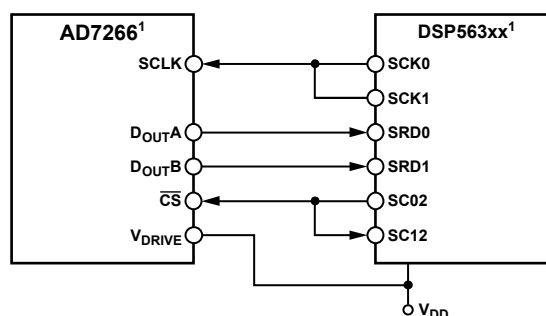 AD7266¹
DSP563xx¹
SCLK
SCK0
SCK1
DOUTA
SRD0
DOUTB
SRD1
CS
SC02
VDRIVE
SC12
VDD